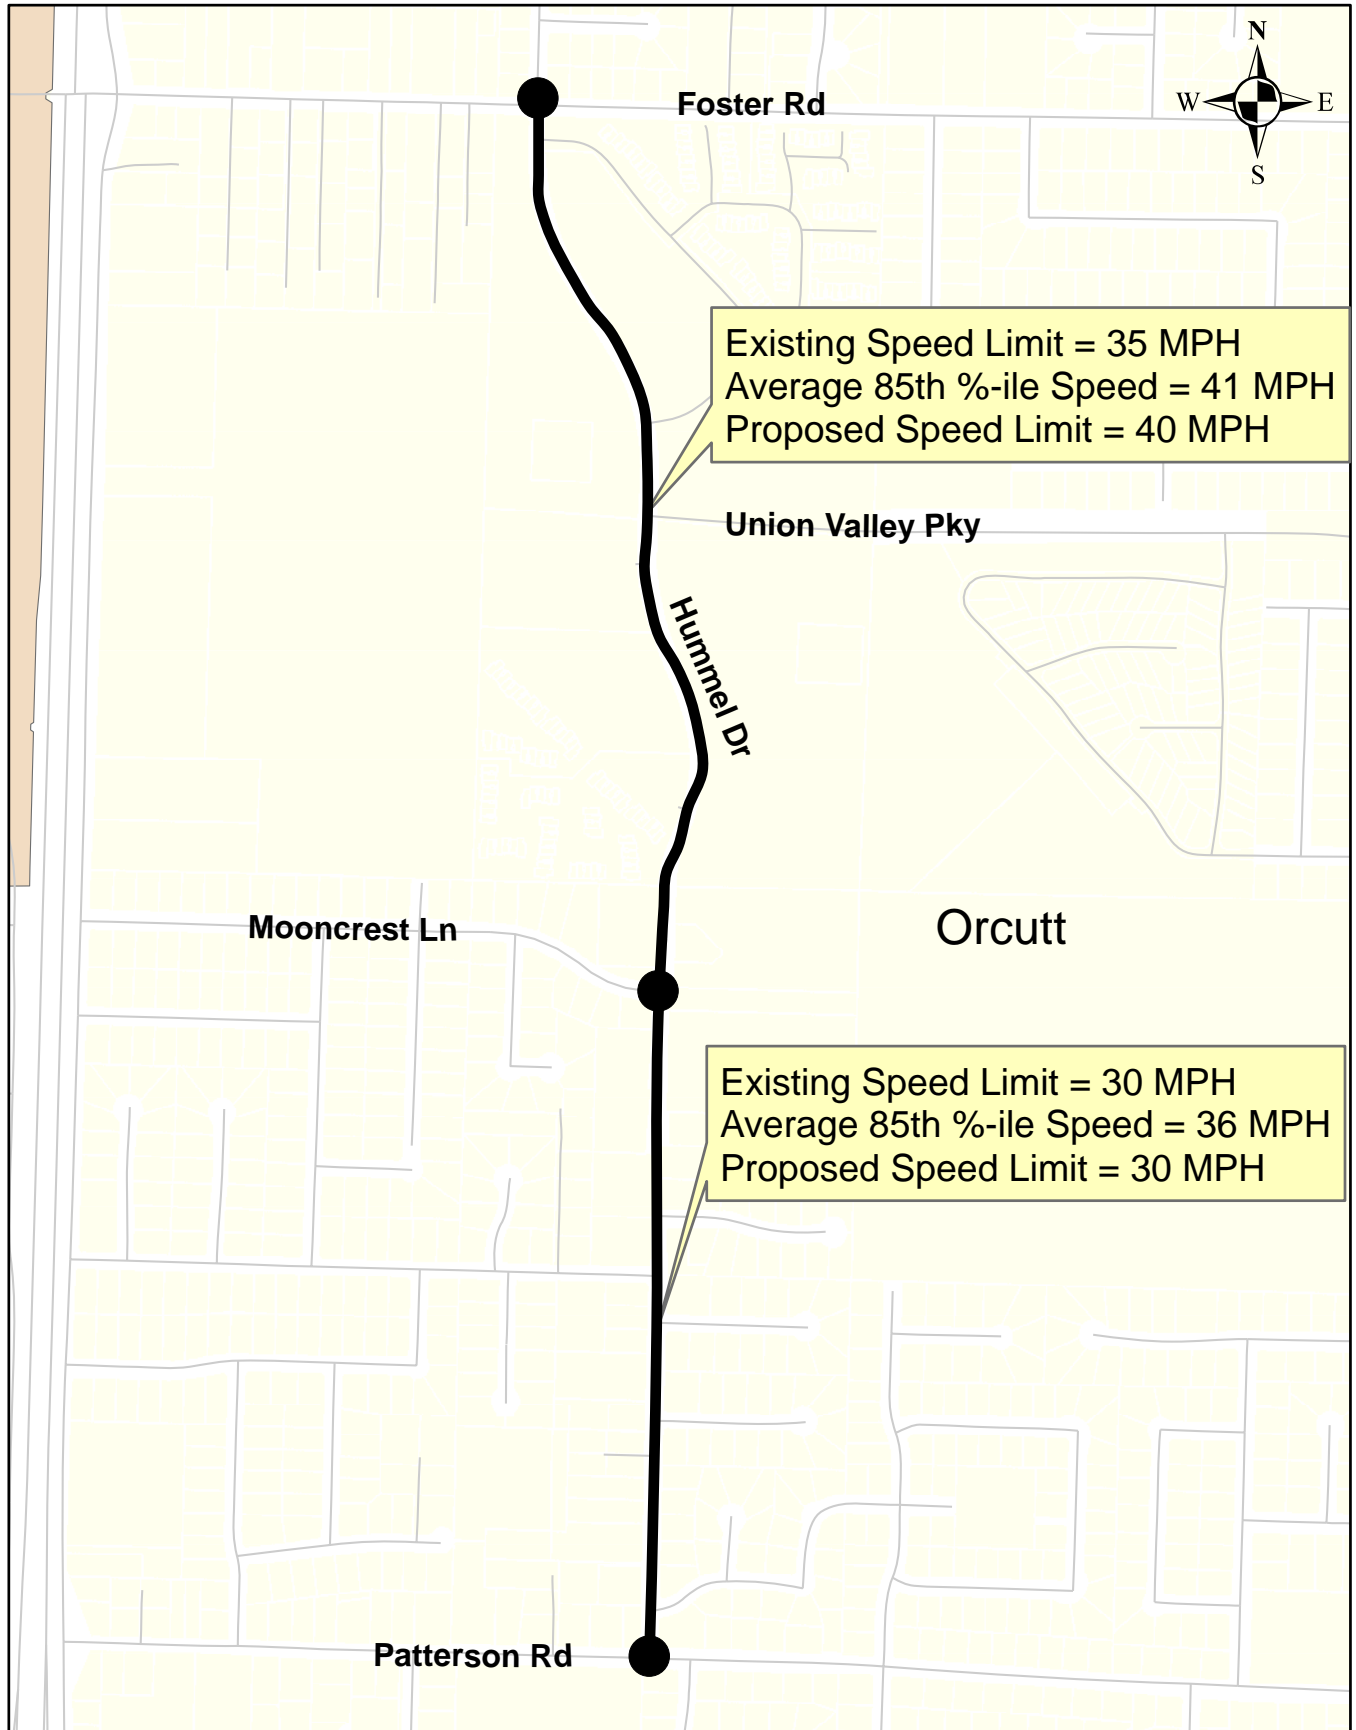 N
W E
S
Foster Rd
Existing Speed Limit = 35 MPH
Average 85th %-ile Speed = 41 MPH
Proposed Speed Limit = 40 MPH
Union Valley Pky
Hummel Dr
Mooncrest Ln
Orcutt
Existing Speed Limit = 30 MPH
Average 85th %-ile Speed = 36 MPH
Proposed Speed Limit = 30 MPH
Patterson Rd